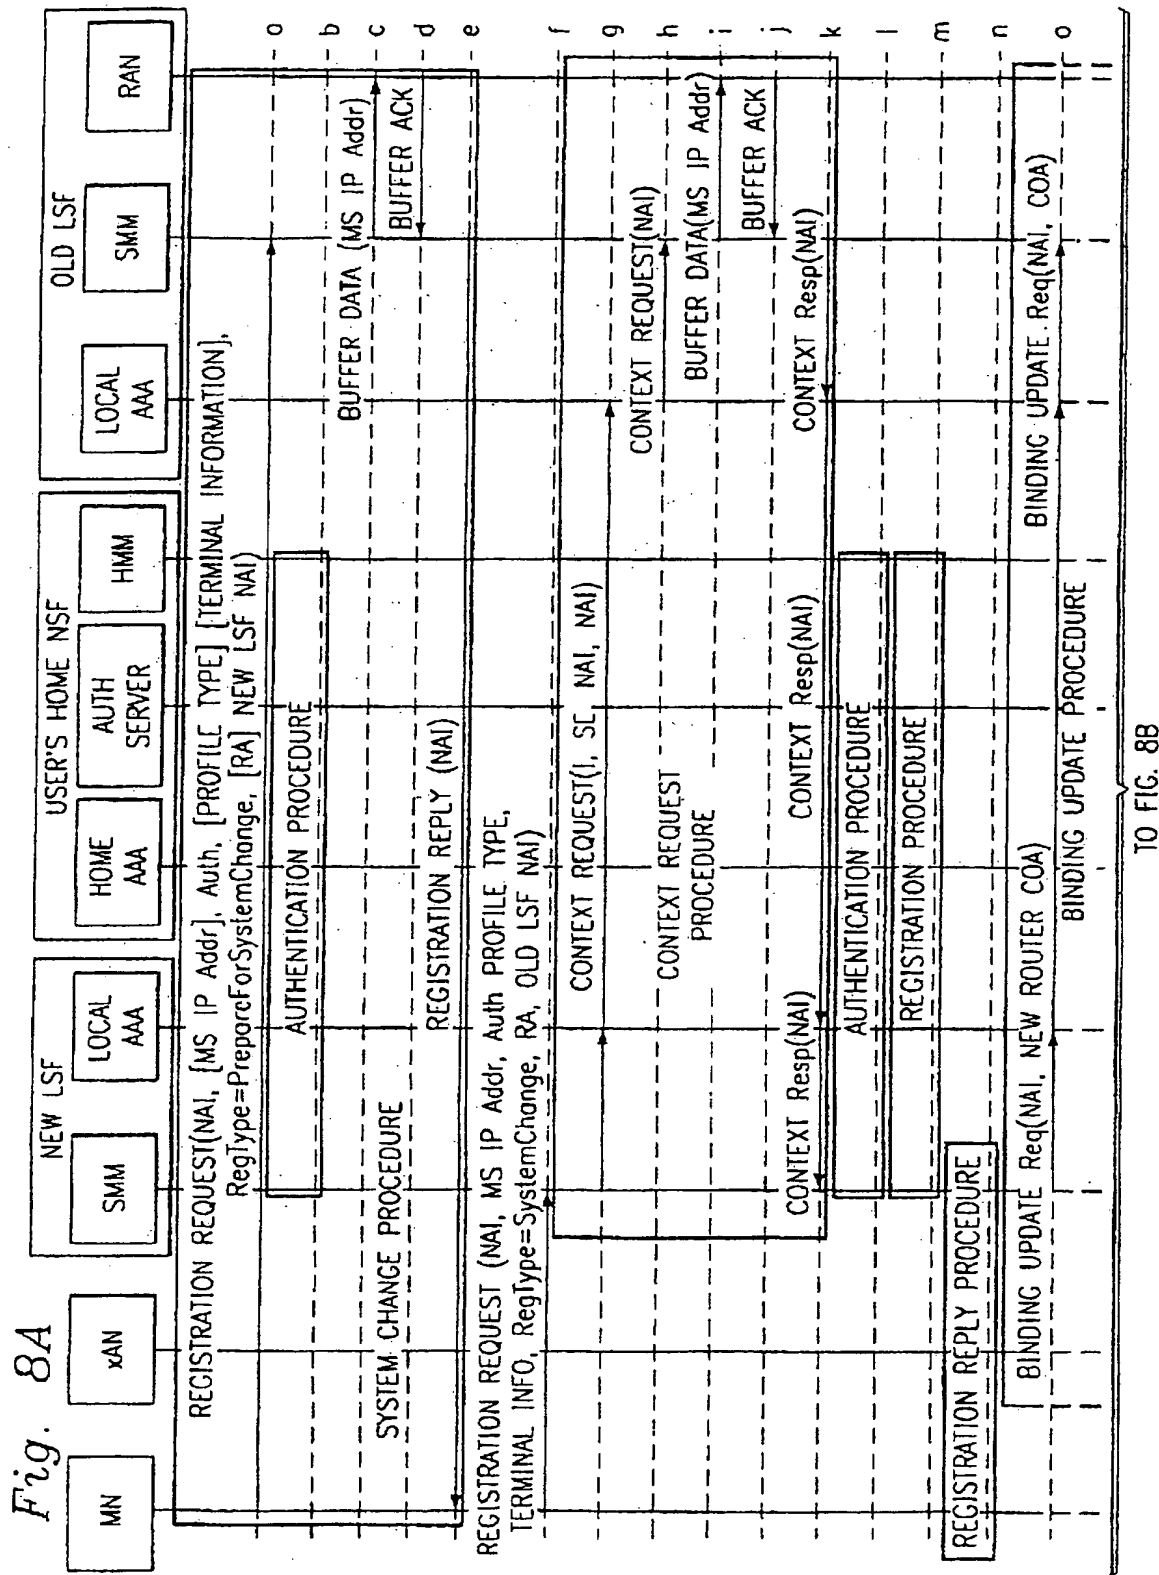 Fig. 8A
MN
xAN
NEW LSF
SMM
LOCAL
AAA
USER'S HOME NSF
HOME
AAA
AUTH
SERVER
HMM
OLD LSF
LOCAL
AAA
SMM
RAN
REGISTRATION REQUEST(NAI, [MS IP Addr], Auth, [PROFILE TYPE] [TERMINAL INFORMATION],
RegType=PrepareForSystemChange, [RA] NEW LSF NAI)
a
AUTHENTICATION PROCEDURE
b
BUFFER DATA (MS IP Addr)
c
SYSTEM CHANGE PROCEDURE
BUFFER ACK
d
REGISTRATION REPLY (NAI)
e
REGISTRATION REQUEST (NAI, MS IP Addr, Auth PROFILE TYPE,
TERMINAL INFO, RegType=SystemChange, RA, OLD LSF NAI)
f
CONTEXT REQUEST(I, SC NAI, NAI)
g
CONTEXT REQUEST(NAI)
h
CONTEXT REQUEST
PROCEDURE
BUFFER DATA(MS IP Addr)
i
BUFFER ACK
j
CONTEXT Resp(NAI)
CONTEXT Resp(NAI)
CONTEXT Resp(NAI)
k
AUTHENTICATION PROCEDURE
l
REGISTRATION PROCEDURE
m
REGISTRATION REPLY PROCEDURE
n
BINDING UPDATE Req(NAI, NEW ROUTER COA)
BINDING UPDATE.Req(NAI, COA)
o
BINDING UPDATE PROCEDURE
TO FIG. 8B